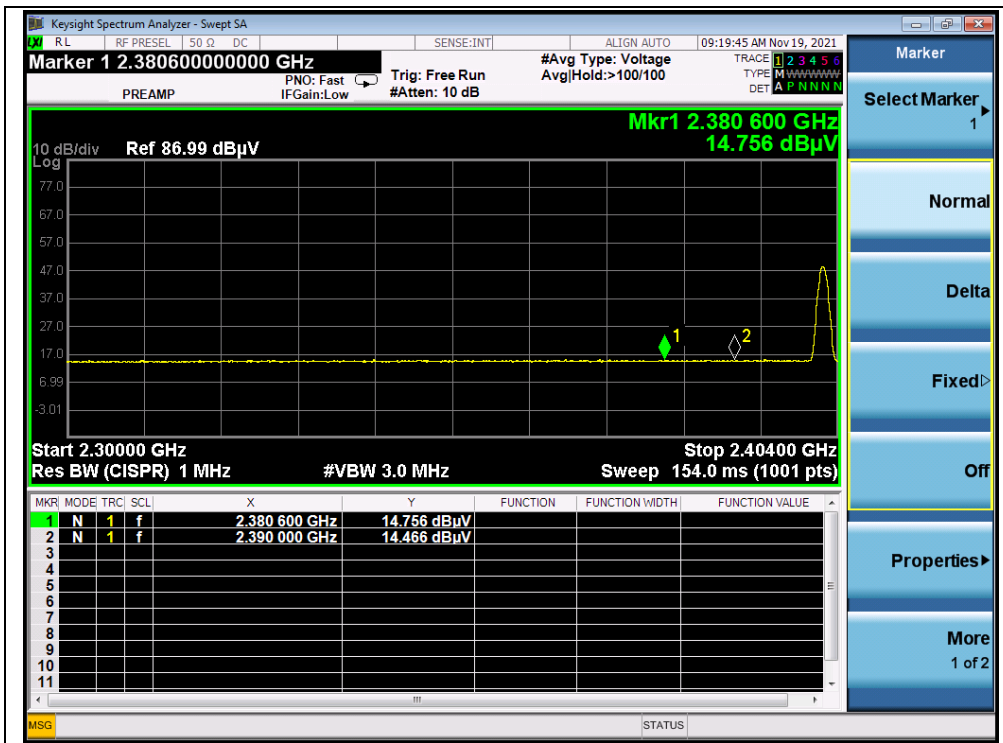 Keysight Spectrum Analyzer - Swept SA
LXI RL RF PRESEL 50 Ω DC SENSE:INT ALIGN AUTO 09:19:45 AM Nov 19, 2021
Marker 1 2.380600000000 GHz
PREAMP
PNO: Fast
IFGain:Low
Trig: Free Run
#Atten: 10 dB
#Avg Type: Voltage
Avg|Hold:>100/100
TRACE 1 2 3 4 5 6
TYPE M W W W W W
DET A P N N N N
Mkr1 2.380 600 GHz
14.756 dBµV
10 dB/div Ref 86.99 dBµV
Log
77.0
67.0
57.0
47.0
37.0
27.0
17.0
6.99
-3.01
1
2
Start 2.30000 GHz Stop 2.40400 GHz
Res BW (CISPR) 1 MHz #VBW 3.0 MHz Sweep 154.0 ms (1001 pts)
MKR MODE TRC SCL X Y FUNCTION FUNCTION WIDTH FUNCTION VALUE
1 N 1 f 2.380 600 GHz 14.756 dBµV
2 N 1 f 2.390 000 GHz 14.466 dBµV
3
4
5
6
7
8
9
10
11
MSG STATUS
Marker
Select Marker
1
Normal
Delta
Fixed
Off
Properties
More
1 of 2